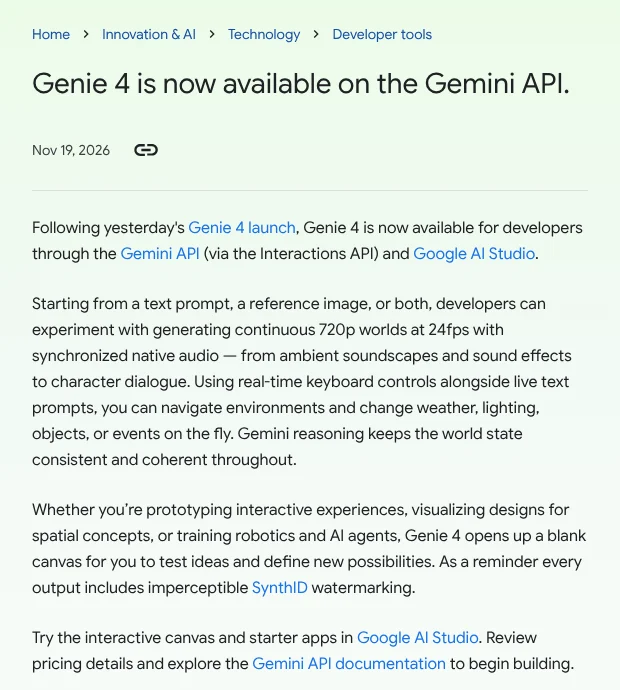 Home > Innovation & AI > Technology > Developer tools
Genie 4 is now available on the Gemini API.
Nov 19, 2026
Following yesterday's Genie 4 launch, Genie 4 is now available for developers
through the Gemini API (via the Interactions API) and Google AI Studio.
Starting from a text prompt, a reference image, or both, developers can
experiment with generating continuous 720p worlds at 24fps with
synchronized native audio — from ambient soundscapes and sound effects
to character dialogue. Using real-time keyboard controls alongside live text
prompts, you can navigate environments and change weather, lighting,
objects, or events on the fly. Gemini reasoning keeps the world state
consistent and coherent throughout.
Whether you’re prototyping interactive experiences, visualizing designs for
spatial concepts, or training robotics and AI agents, Genie 4 opens up a blank
canvas for you to test ideas and define new possibilities. As a reminder every
output includes imperceptible SynthID watermarking.
Try the interactive canvas and starter apps in Google AI Studio. Review
pricing details and explore the Gemini API documentation to begin building.